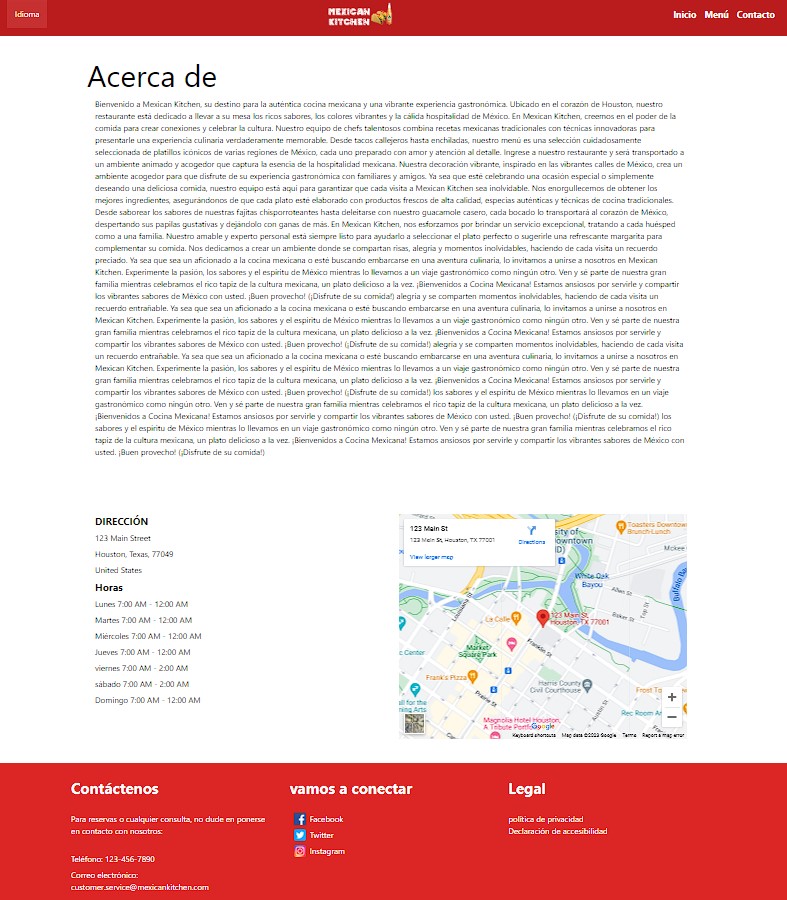 Idioma
MEXICAN
KITCHEN
Inicio Menú Contacto
Acerca de
Bienvenido a Mexican Kitchen, su destino para la auténtica cocina mexicana y una vibrante experiencia gastronómica. Ubicado en el corazón de Houston, nuestro
restaurante está dedicado a llevar a su mesa los ricos sabores, los colores vibrantes y la cálida hospitalidad de México. En Mexican Kitchen, creemos en el poder de la
comida para crear conexiones y celebrar la cultura. Nuestro equipo de chefs talentosos combina recetas mexicanas tradicionales con técnicas innovadoras para
presentarle una experiencia culinaria verdaderamente memorable. Desde tacos callejeros hasta enchiladas, nuestro menú es una selección cuidadosamente
seleccionada de platillos icónicos de varias regiones de México, cada uno preparado con amor y atención al detalle. Ingrese a nuestro restaurante y será transportado a
un ambiente animado y acogedor que captura la esencia de la hospitalidad mexicana. Nuestra decoración vibrante, inspirada en las vibrantes calles de México, crea un
ambiente acogedor para que disfrute de su experiencia gastronómica con familiares y amigos. Ya sea que esté celebrando una ocasión especial o simplemente
deseando una deliciosa comida, nuestro equipo está aquí para garantizar que cada visita a Mexican Kitchen sea inolvidable. Nos enorgullecemos de obtener los
mejores ingredientes, asegurándonos de que cada plato esté elaborado con productos frescos de alta calidad, especias auténticas y técnicas de cocina tradicionales.
Desde saborear los sabores de nuestras fajitas chisporroteantes hasta deleitarse con nuestro guacamole casero, cada bocado lo transportará al corazón de México,
despertando sus papilas gustativas y dejándolo con ganas de más. En Mexican Kitchen, nos esforzamos por brindar un servicio excepcional, tratando a cada huésped
como a una familia. Nuestro amable y experto personal está siempre listo para ayudarlo a seleccionar el plato perfecto o sugerirle una refrescante margarita para
complementar su comida. Nos dedicamos a crear un ambiente donde se compartan risas, alegría y momentos inolvidables, haciendo de cada visita un recuerdo
preciado. Ya sea que sea un aficionado a la cocina mexicana o esté buscando embarcarse en una aventura culinaria, lo invitamos a unirse a nosotros en Mexican
Kitchen. Experimente la pasión, los sabores y el espíritu de México mientras lo llevamos a un viaje gastronómico como ningún otro. Ven y sé parte de nuestra gran
familia mientras celebramos el rico tapiz de la cultura mexicana, un plato delicioso a la vez. ¡Bienvenidos a Cocina Mexicana! Estamos ansiosos por servirle y compartir
los vibrantes sabores de México con usted. ¡Buen provecho! (¡Disfrute de su comida!) alegría y se comparten momentos inolvidables, haciendo de cada visita un
recuerdo entrañable. Ya sea que sea un aficionado a la cocina mexicana o esté buscando embarcarse en una aventura culinaria, lo invitamos a unirse a nosotros en
Mexican Kitchen. Experimente la pasión, los sabores y el espíritu de México mientras lo llevamos a un viaje gastronómico como ningún otro. Ven y sé parte de nuestra
gran familia mientras celebramos el rico tapiz de la cultura mexicana, un plato delicioso a la vez. ¡Bienvenidos a Cocina Mexicana! Estamos ansiosos por servirle y
compartir los vibrantes sabores de México con usted. ¡Buen provecho! (¡Disfrute de su comida!) alegría y se comparten momentos inolvidables, haciendo de cada visita
un recuerdo entrañable. Ya sea que sea un aficionado a la cocina mexicana o esté buscando embarcarse en una aventura culinaria, lo invitamos a unirse a nosotros en
Mexican Kitchen. Experimente la pasión, los sabores y el espíritu de México mientras lo llevamos a un viaje gastronómico como ningún otro. Ven y sé parte de nuestra
gran familia mientras celebramos el rico tapiz de la cultura mexicana, un plato delicioso a la vez. ¡Bienvenidos a Cocina Mexicana! Estamos ansiosos por servirle y
compartir los vibrantes sabores de México con usted. ¡Buen provecho! (¡Disfrute de su comida!) los sabores y el espíritu de México mientras lo llevamos en un viaje
gastronómico como ningún otro. Ven y sé parte de nuestra gran familia mientras celebramos el rico tapiz de la cultura mexicana, un plato delicioso a la vez.
¡Bienvenidos a Cocina Mexicana! Estamos ansiosos por servirle y compartir los vibrantes sabores de México con usted. ¡Buen provecho! (¡Disfrute de su comida!) los
sabores y el espíritu de México mientras lo llevamos en un viaje gastronómico como ningún otro. Ven y sé parte de nuestra gran familia mientras celebramos el rico
tapiz de la cultura mexicana, un plato delicioso a la vez. ¡Bienvenidos a Cocina Mexicana! Estamos ansiosos por servirle y compartir los vibrantes sabores de México con
usted. ¡Buen provecho! (¡Disfrute de su comida!)
DIRECCIÓN
123 Main Street
Houston, Texas, 77049
United States
Horas
Lunes 7:00 AM - 12:00 AM
Martes 7:00 AM - 12:00 AM
Miércoles 7:00 AM - 12:00 AM
Jueves 7:00 AM - 12:00 AM
viernes 7:00 AM - 2:00 AM
sábado 7:00 AM - 2:00 AM
Domingo 7:00 AM - 12:00 AM
123 Main St
123 Main St, Houston, TX 77001
Directions
View larger map
sity of
owntown
ID)
Toasters Downtown
Brunch-Lunch
Mckee
White Oak
Bayou
Buffalo Bay
Allen St
Baker St
Top St
Louisiana St
La Calle
123 Main St,
Houston, TX 77001
Market
Square Park
Franklin St
c Center
Frank's Pizza
Harris County
Civil Courthouse
Frost To
all for the
ning Arts
Prairie St
Austin St
Rec Room A
Magnolia Hotel Houston,
A Tribute Portfo
Google
Keyboard shortcuts Map data ©2023 Google Terms Report a map error
Contáctenos
Para reservas o cualquier consulta, no dude en ponerse
en contacto con nosotros:
Teléfono: 123-456-7890
Correo electrónico:
customer.service@mexicankitchen.com
vamos a conectar
Facebook
Twitter
Instagram
Legal
política de privacidad
Declaración de accesibilidad